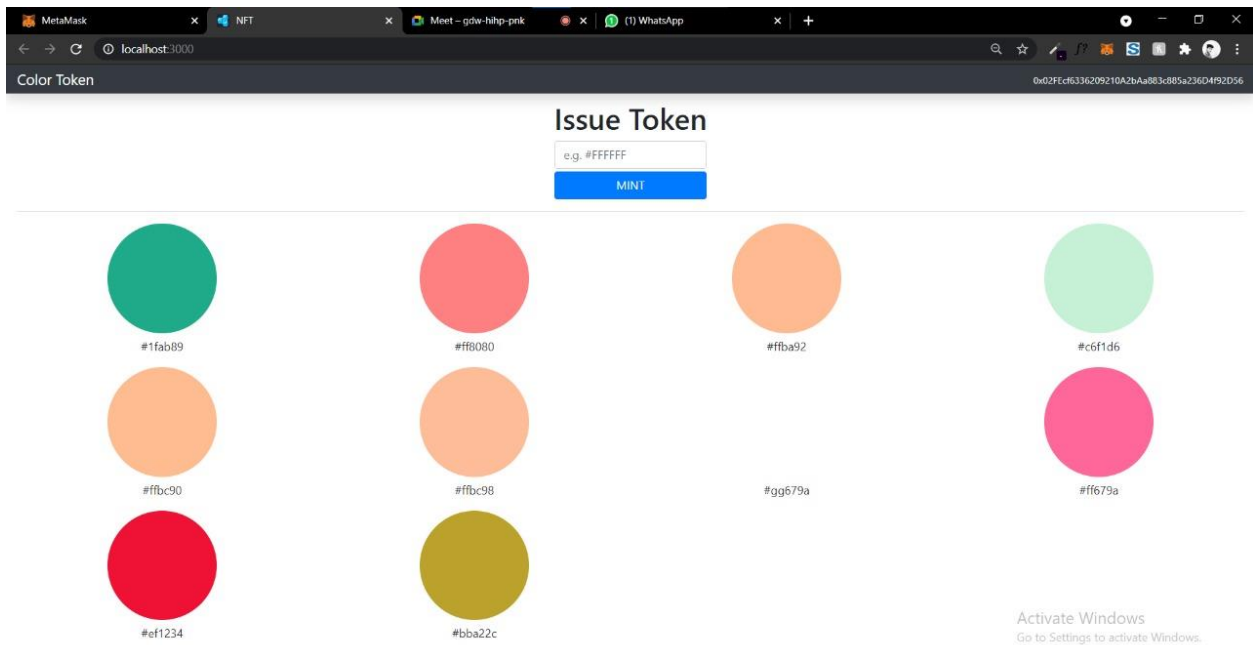 MetaMask
NFT
Meet – gdw-hihp-pnk
(1) WhatsApp
localhost:3000
Color Token
0x02FEcf6336209210A2bAa883c885a236D4f92D56
Issue Token
e.g. #FFFFFF
MINT
#1fab89 #ff8080 #ffba92 #c6f1d6
#ffbc90 #ffbc98 #gg679a #ff679a
#ef1234 #bba22c
Activate Windows
Go to Settings to activate Windows.